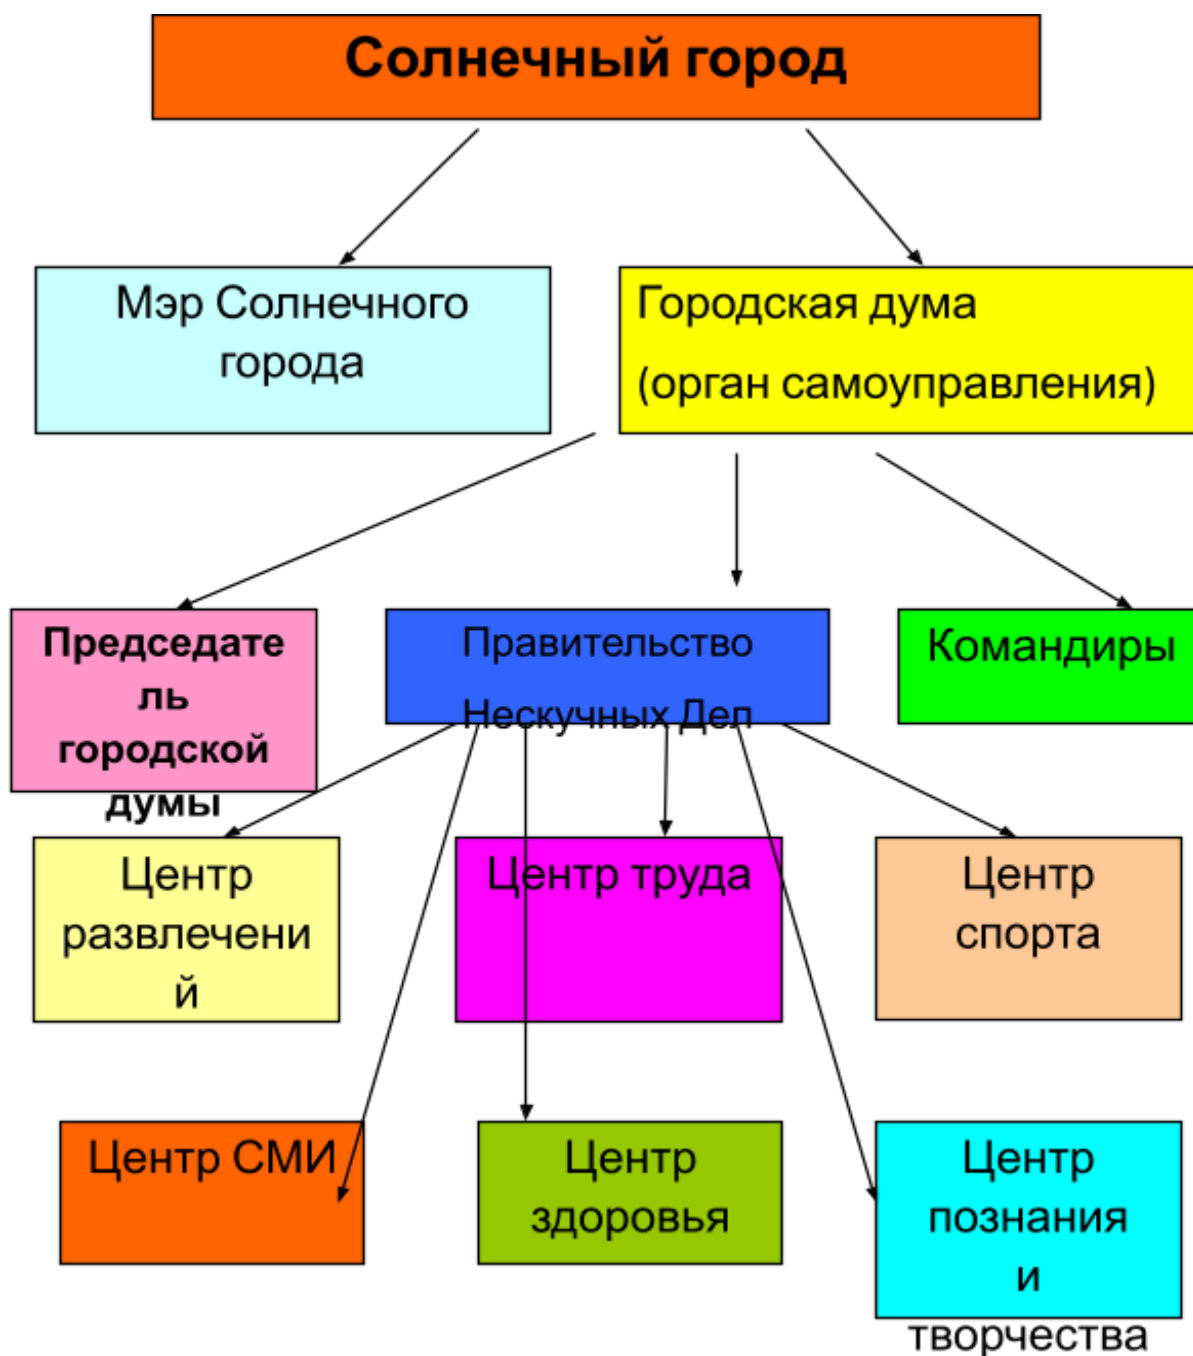 Солнечный город
Мэр Солнечного
города
Городская дума
(орган самоуправления)
Председате
ль
городской
думы
Правительство
Нескучных Дел
Командиры
Центр
развлечени
й
Центр труда
Центр
спорта
Центр СМИ
Центр
здоровья
Центр
познания
и
творчества